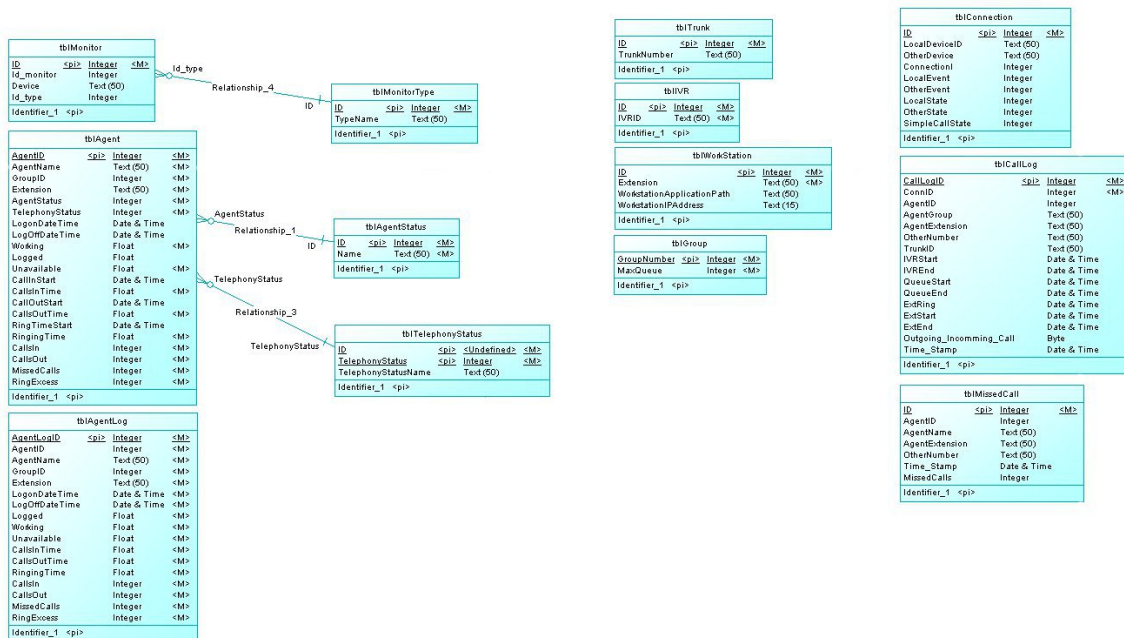 tblMonitor
ID <pi> Integer <M>
Id_monitor Integer
Device Text (50)
Id_type Integer
Identifier_1 <pi>
Id_type
Relationship_4
ID
tblMonitorType
ID <pi> Integer <M>
TypeName Text (50)
Identifier_1 <pi>
tblAgent
AgentID <pi> Integer <M>
AgentName Text (50) <M>
GroupID Integer <M>
Extension Text (50) <M>
AgentStatus Integer <M>
TelephonyStatus Integer <M>
LogonDateTime Date & Time
LogOffDateTime Date & Time
Working Float <M>
Logged Float
Unavailable Float <M>
CallInStart Date & Time
CallsInTime Float <M>
CallOutStart Date & Time
CallsOutTime Float <M>
RingTimeStart Date & Time
RingingTime Float <M>
CallsIn Integer <M>
CallsOut Integer <M>
MissedCalls Integer <M>
RingExcess Integer <M>
Identifier_1 <pi>
AgentStatus
Relationship_1
ID
tblAgentStatus
ID <pi> Integer <M>
Name Text (50) <M>
Identifier_1 <pi>
TelephonyStatus
Relationship_3
TelephonyStatus
tblTelephonyStatus
ID <pi> <Undefined> <M>
TelephonyStatus <pi> Integer <M>
TelephonyStatusName Text (50)
Identifier_1 <pi>
tblAgentLog
AgentLogID <pi> Integer <M>
AgentID Integer <M>
AgentName Text (50) <M>
GroupID Integer <M>
Extension Text (50) <M>
LogonDateTime Date & Time <M>
LogOffDateTime Date & Time <M>
Logged Float <M>
Working Float <M>
Unavailable Float <M>
CallsInTime Float <M>
CallsOutTime Float <M>
RingingTime Float <M>
CallsIn Integer <M>
CallsOut Integer <M>
MissedCalls Integer <M>
RingExcess Integer <M>
Identifier_1 <pi>
tblTrunk
ID <pi> Integer <M>
TrunkNumber Text (50)
Identifier_1 <pi>
tblIVR
ID <pi> Integer <M>
IVRID Text (50) <M>
Identifier_1 <pi>
tblWorkStation
ID <pi> Integer <M>
Extension Text (50) <M>
WorkstationApplicationPath Text (50)
WorkstationIPAddress Text (15)
Identifier_1 <pi>
tblGroup
GroupNumber <pi> Integer <M>
MaxQueue Integer <M>
Identifier_1 <pi>
tblConnection
ID <pi> Integer <M>
LocalDeviceID Text (50)
OtherDevice Text (50)
ConnectionI Integer
LocalEvent Integer
OtherEvent Integer
LocalState Integer
OtherState Integer
SimpleCallState Integer
Identifier_1 <pi>
tblCallLog
CallLogID <pi> Integer <M>
ConnID Integer <M>
AgentID Integer
AgentGroup Text (50)
AgentExtension Text (50)
OtherNumber Text (50)
TrunkID Text (50)
IVRStart Date & Time
IVREnd Date & Time
QueueStart Date & Time
QueueEnd Date & Time
ExtRing Date & Time
ExtStart Date & Time
ExtEnd Date & Time
Outgoing_Incomming_Call Byte
Time_Stamp Date & Time
Identifier_1 <pi>
tblMissedCall
ID <pi> Integer <M>
AgentID Integer
AgentName Text (50)
AgentExtension Text (50)
OtherNumber Text (50)
Time_Stamp Date & Time
MissedCalls Integer
Identifier_1 <pi>